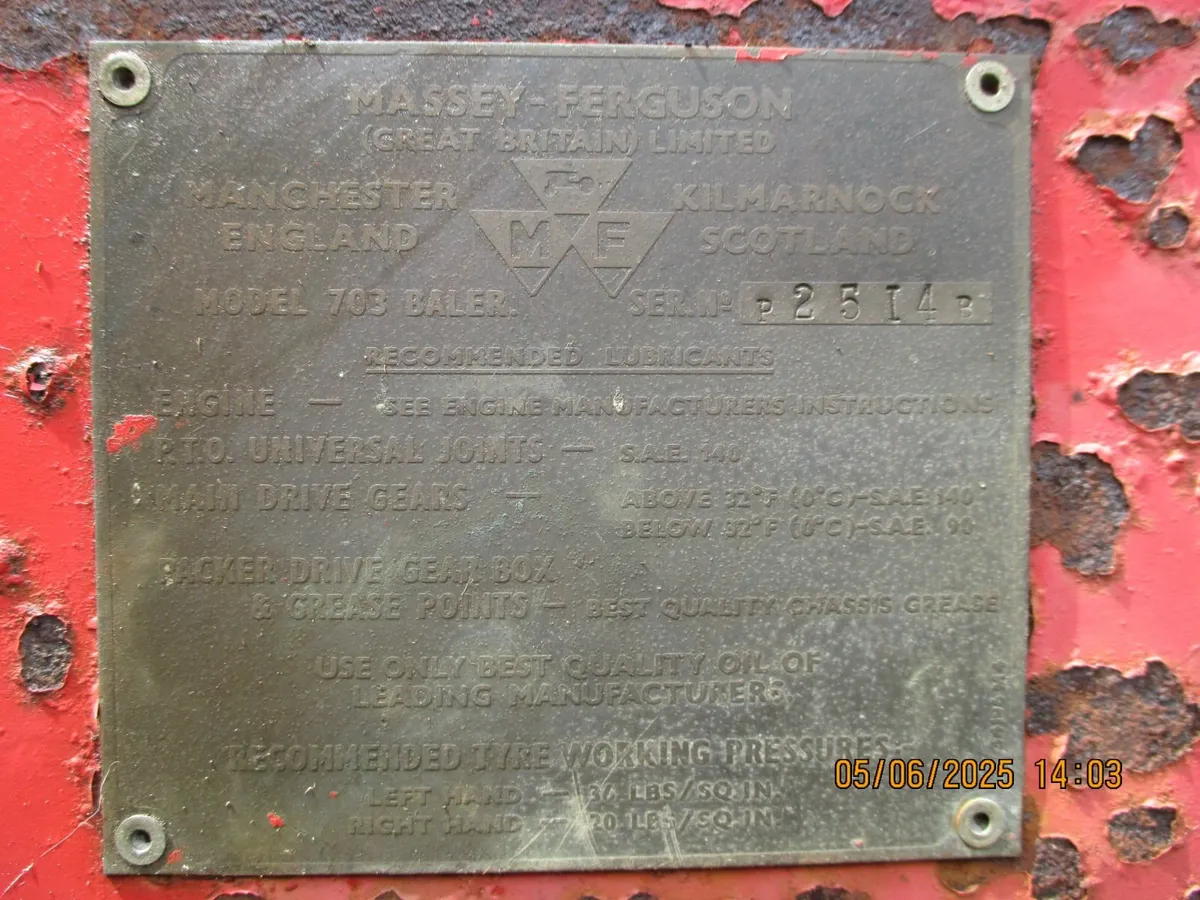 MASSEY-FERGUSON
(GREAT BRITAIN) LIMITED
MANCHESTER KILMARNOCK
ENGLAND M F SCOTLAND
MODEL 703 BALER. SER. No P 2514 B
RECOMMENDED LUBRICANTS
ENGINE — SEE ENGINE MANUFACTURERS INSTRUCTIONS
P.T.O. UNIVERSAL JOINTS — S.A.E. 140
MAIN DRIVE GEARS — ABOVE 32°F (0°C)-S.A.E. 140
BELOW 32°F (0°C)-S.A.E. 90
PACKER DRIVE GEAR BOX
& GREASE POINTS — BEST QUALITY CHASSIS GREASE
USE ONLY BEST QUALITY OIL OF
LEADING MANUFACTURERS.
RECOMMENDED TYRE WORKING PRESSURES:-
LEFT HAND — LBS/SQ.IN.
RIGHT HAND — 20 LBS/SQ.IN.
05/06/2025 14:03